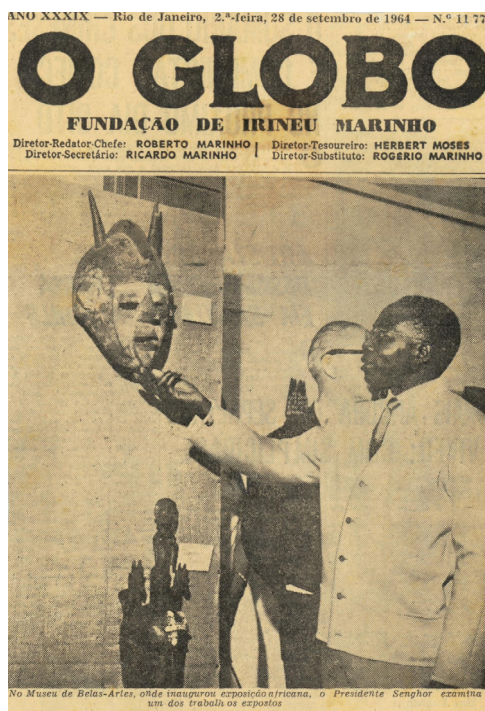 ANO XXXIX — Rio de Janeiro, 2.ª-feira, 28 de setembro de 1964 — N.º 11 77
O GLOBO
FUNDAÇÃO DE IRINEU MARINHO
Diretor-Redator-Chefe: ROBERTO MARINHO | Diretor-Tesoureiro: HERBERT MOSES
Diretor-Secretário: RICARDO MARINHO | Diretor-Substituto: ROGÉRIO MARINHO
No Museu de Belas-Artes, onde inaugurou exposição africana, o Presidente Senghor examina
um dos trabalh os expostos